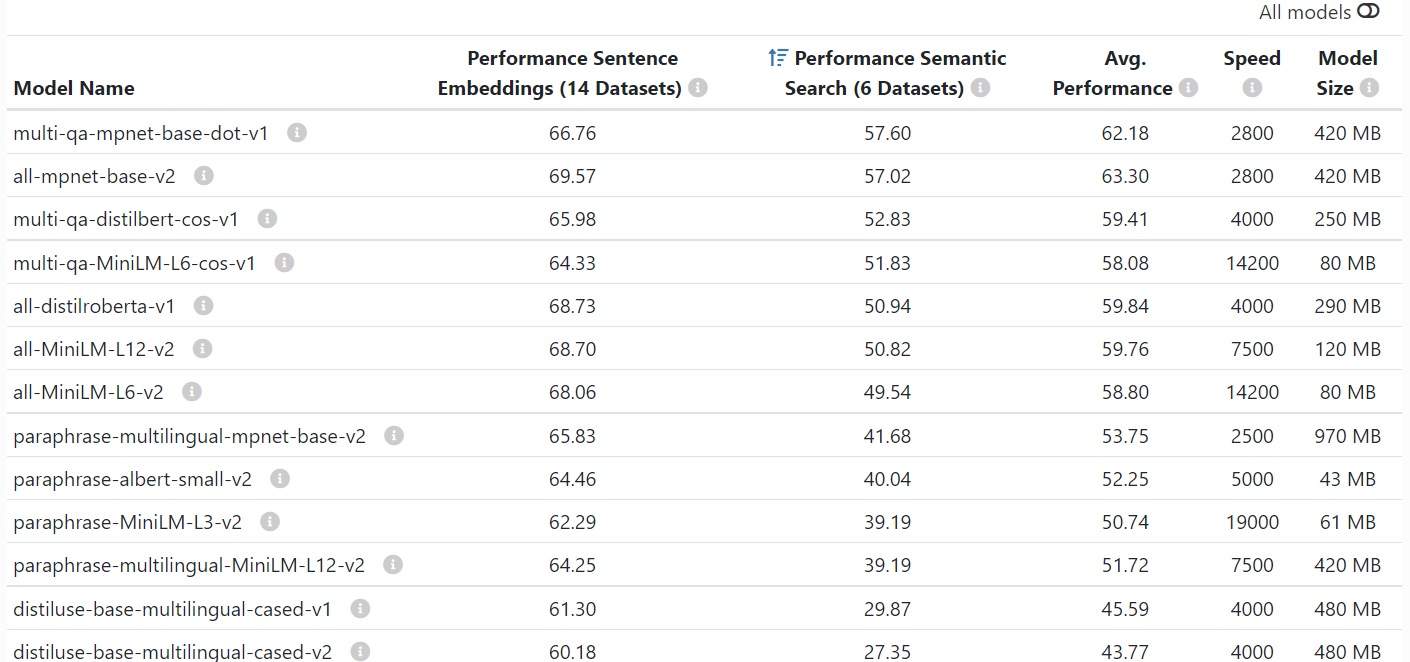 All models
Model Name Performance Sentence Embeddings (14 Datasets) Performance Semantic Search (6 Datasets) Avg. Performance Speed Model Size
multi-qa-mpnet-base-dot-v1 66.76 57.60 62.18 2800 420 MB
all-mpnet-base-v2 69.57 57.02 63.30 2800 420 MB
multi-qa-distilbert-cos-v1 65.98 52.83 59.41 4000 250 MB
multi-qa-MiniLM-L6-cos-v1 64.33 51.83 58.08 14200 80 MB
all-distilroberta-v1 68.73 50.94 59.84 4000 290 MB
all-MiniLM-L12-v2 68.70 50.82 59.76 7500 120 MB
all-MiniLM-L6-v2 68.06 49.54 58.80 14200 80 MB
paraphrase-multilingual-mpnet-base-v2 65.83 41.68 53.75 2500 970 MB
paraphrase-albert-small-v2 64.46 40.04 52.25 5000 43 MB
paraphrase-MiniLM-L3-v2 62.29 39.19 50.74 19000 61 MB
paraphrase-multilingual-MiniLM-L12-v2 64.25 39.19 51.72 7500 420 MB
distiluse-base-multilingual-cased-v1 61.30 29.87 45.59 4000 480 MB
distiluse-base-multilingual-cased-v2 60.18 27.35 43.77 4000 480 MB